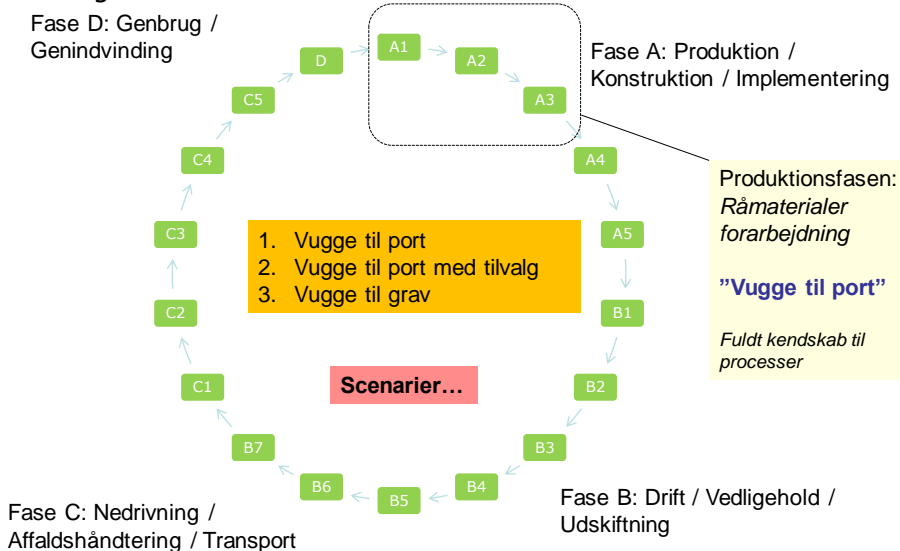 Fase D: Genbrug /
Genindvinding
Fase A: Produktion /
Konstruktion / Implementering
A1
A2
A3
A4
A5
B1
B2
B3
B4
B5
B6
B7
C1
C2
C3
C4
C5
D
Produktionsfasen:
Råmaterialer
forarbejdning
”Vugge til port”
Fuldt kendskab til
processer
1. Vugge til port
2. Vugge til port med tilvalg
3. Vugge til grav
Scenarier…
Fase B: Drift / Vedligehold /
Udskiftning
Fase C: Nedrivning /
Affaldshåndtering / Transport